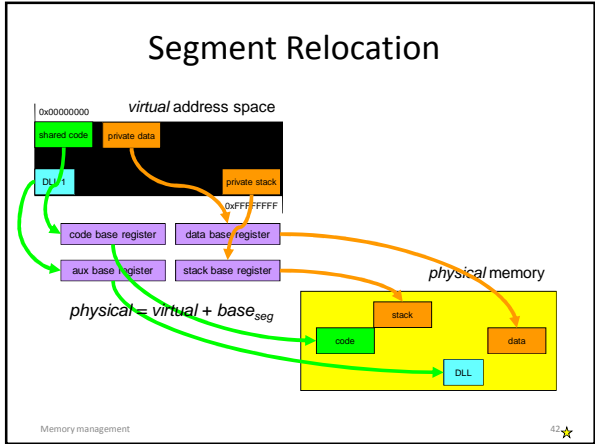 Segment Relocation
virtual address space
0x00000000
shared code private data
DLL 1 private stack
0xFFFFFFFF
code base register data base register
aux base register stack base register
physical memory
physical = virtual + baseseg
stack
code data
DLL
Memory management 42